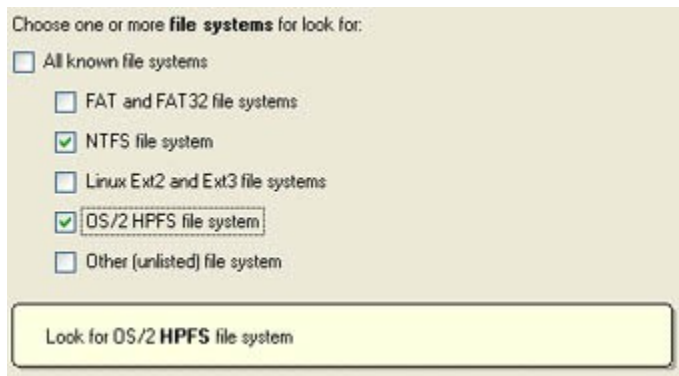 Choose one or more file systems for look for:
All known file systems
FAT and FAT32 file systems
NTFS file system
Linux Ext2 and Ext3 file systems
OS/2 HPFS file system
Other (unlisted) file system
Look for OS/2 HPFS file system